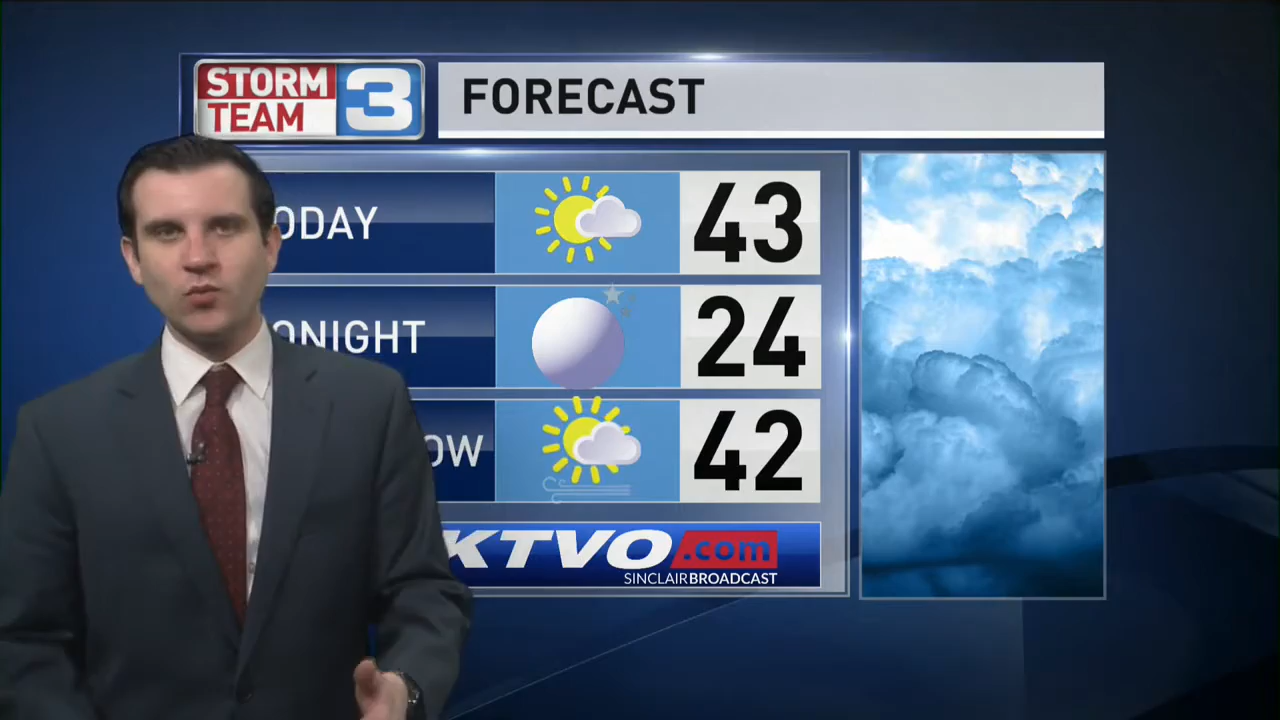 STORM
TEAM 3
FORECAST
ODAY 43
ONIGHT 24
OW 42
KTVO.com
SINCLAIRBROADCAST